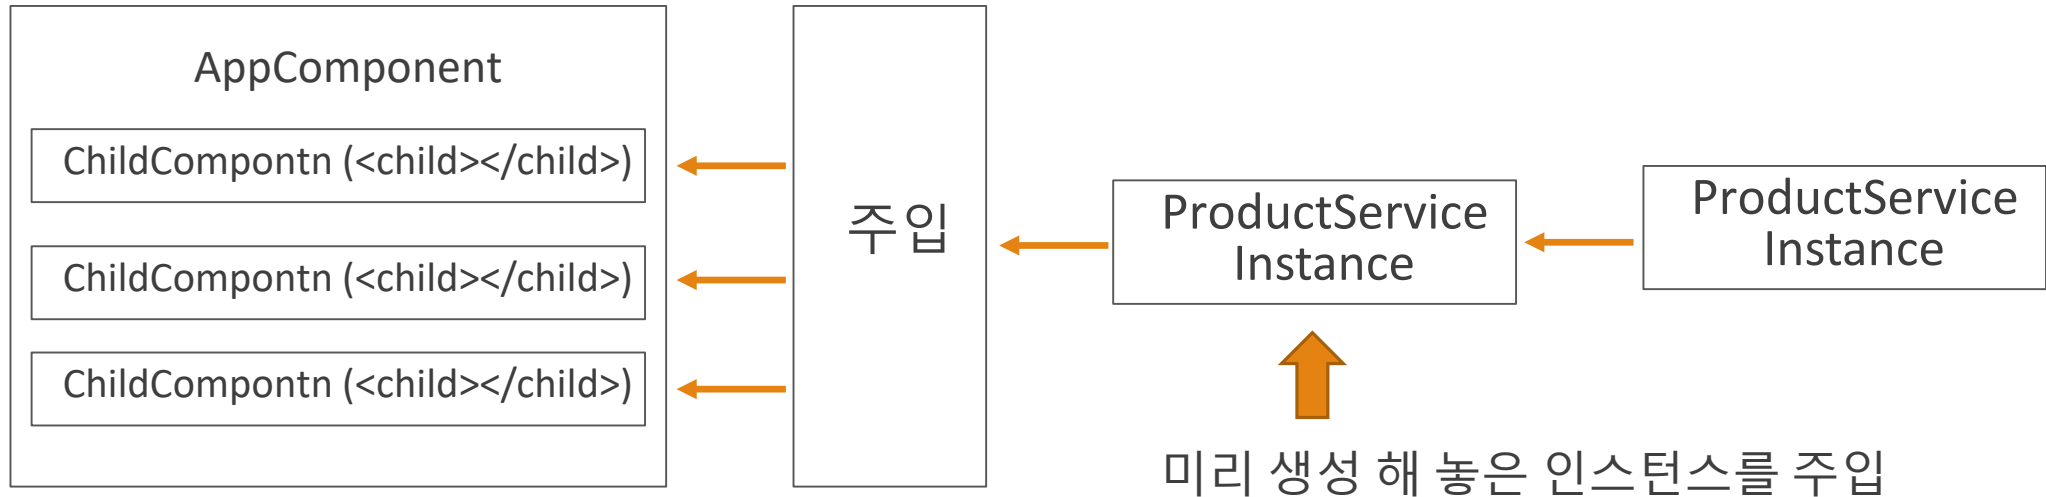 AppComponent
ChildCompontn (<child></child>)
ChildCompontn (<child></child>)
ChildCompontn (<child></child>)
주입
ProductService
Instance
ProductService
Instance
미리 생성 해 놓은 인스턴스를 주입